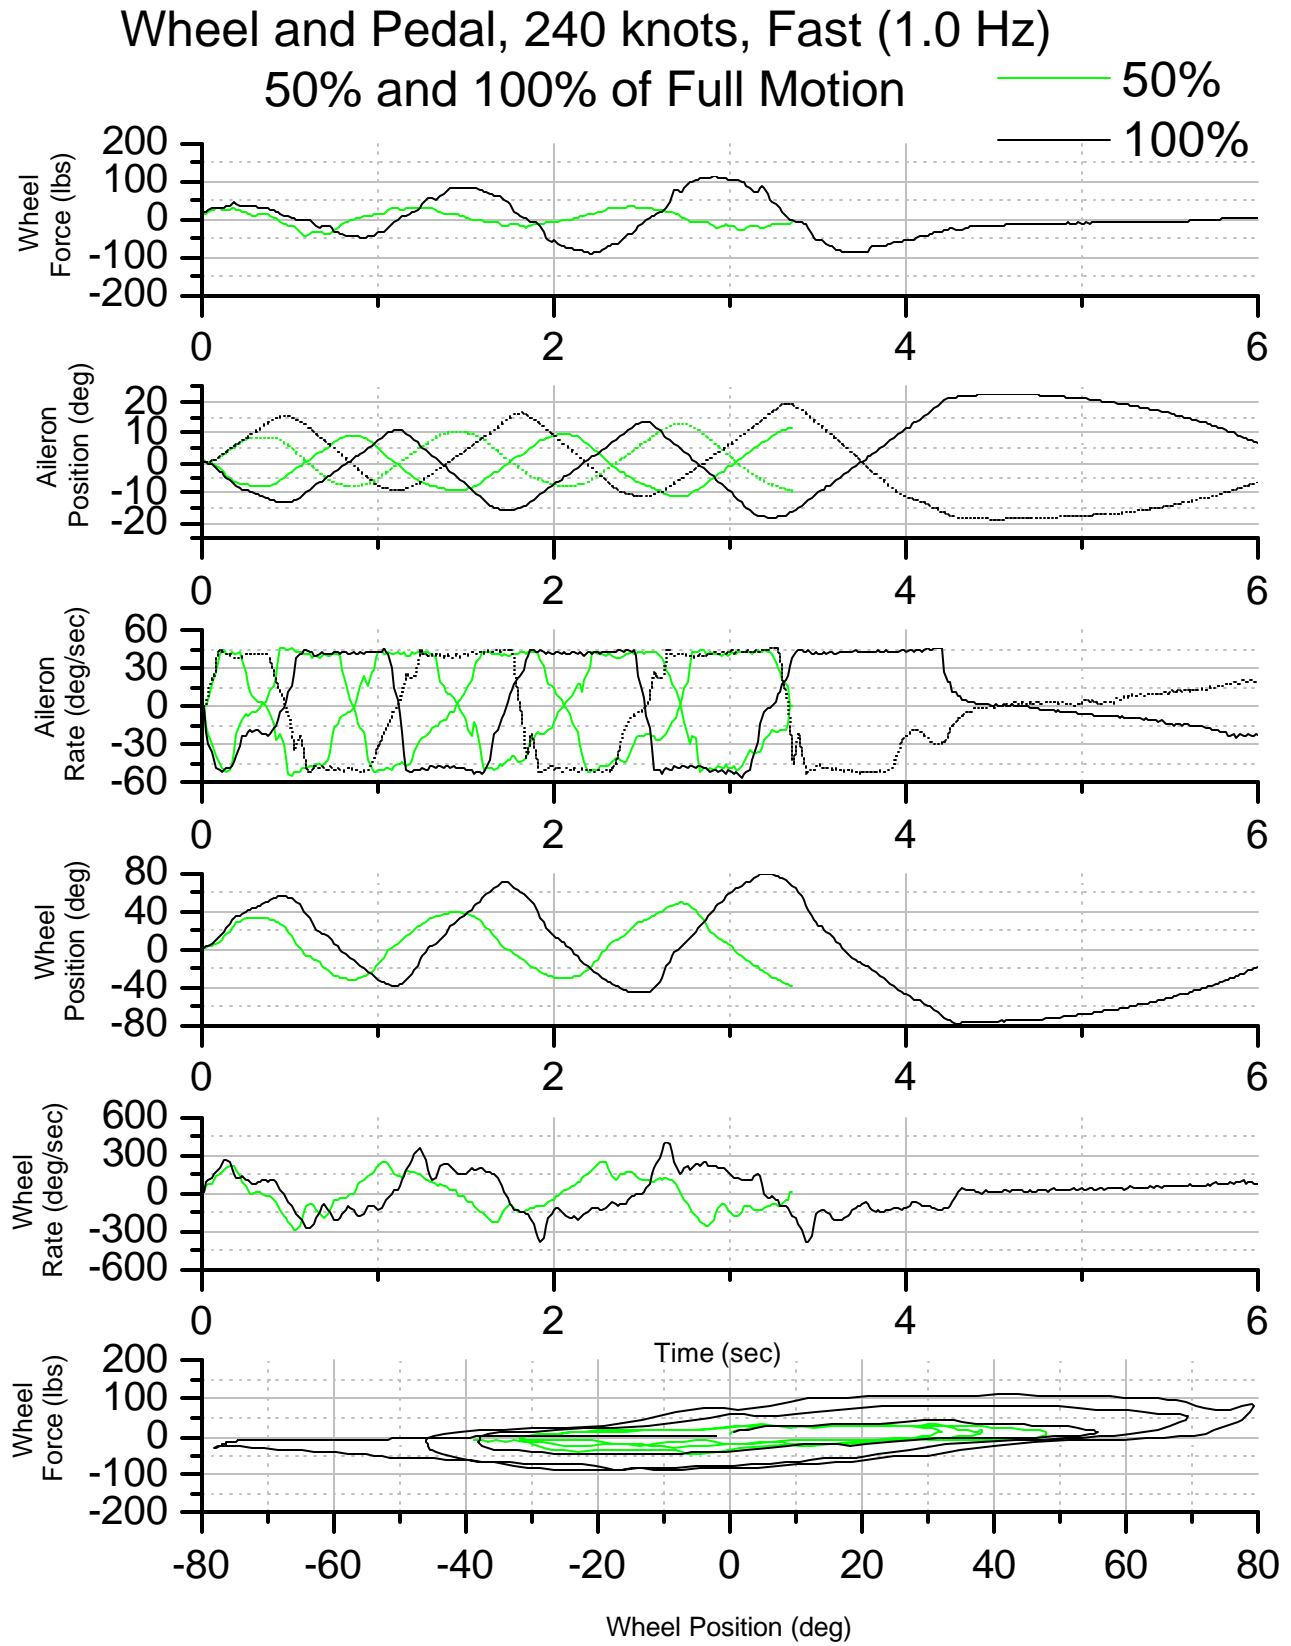 Wheel and Pedal, 240 knots, Fast (1.0 Hz)
50% and 100% of Full Motion
50%
100%
Wheel
Force (lbs)
200
100
0
-100
-200
0 2 4 6
Aileron
Position (deg)
20
10
0
-10
-20
0 2 4 6
Aileron
Rate (deg/sec)
60
30
0
-30
-60
0 2 4 6
Wheel
Position (deg)
80
40
0
-40
-80
0 2 4 6
Wheel
Rate (deg/sec)
600
300
0
-300
-600
0 2 4 6
Time (sec)
Wheel
Force (lbs)
200
100
0
-100
-200
-80 -60 -40 -20 0 20 40 60 80
Wheel Position (deg)